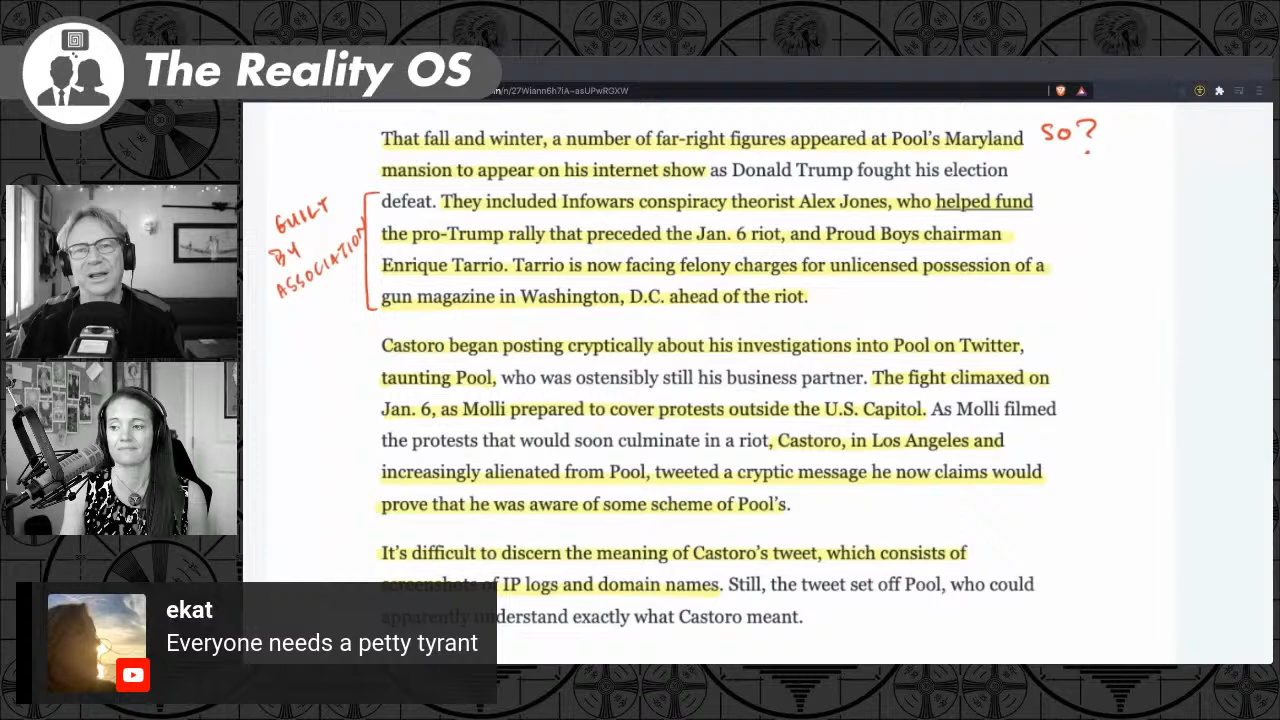 The Reality OS
n/27Wiann6h7iA-asUPwRGXW
That fall and winter, a number of far-right figures appeared at Pool's Maryland
so?
mansion to appear on his internet show as Donald Trump fought his election
defeat. They included Infowars conspiracy theorist Alex Jones, who helped fund
the pro-Trump rally that preceded the Jan. 6 riot, and Proud Boys chairman
Enrique Tarrio. Tarrio is now facing felony charges for unlicensed possession of a
gun magazine in Washington, D.C. ahead of the riot.
GUILT
BY
ASSOCIATION
Castoro began posting cryptically about his investigations into Pool on Twitter,
taunting Pool, who was ostensibly still his business partner. The fight climaxed on
Jan. 6, as Molli prepared to cover protests outside the U.S. Capitol. As Molli filmed
the protests that would soon culminate in a riot, Castoro, in Los Angeles and
increasingly alienated from Pool, tweeted a cryptic message he now claims would
prove that he was aware of some scheme of Pool's.
It's difficult to discern the meaning of Castoro's tweet, which consists of
screenshots of IP logs and domain names. Still, the tweet set off Pool, who could
apparently understand exactly what Castoro meant.
ekat
Everyone needs a petty tyrant